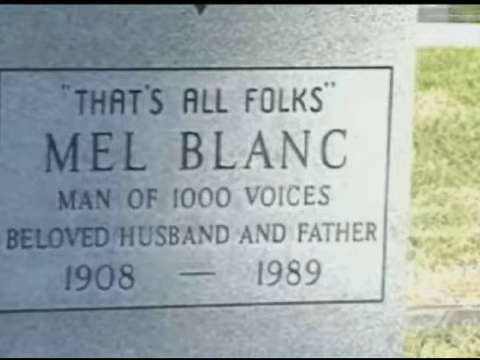 "THAT'S ALL FOLKS"
MEL BLANC
MAN OF 1000 VOICES
BELOVED HUSBAND AND FATHER
1908 — 1989